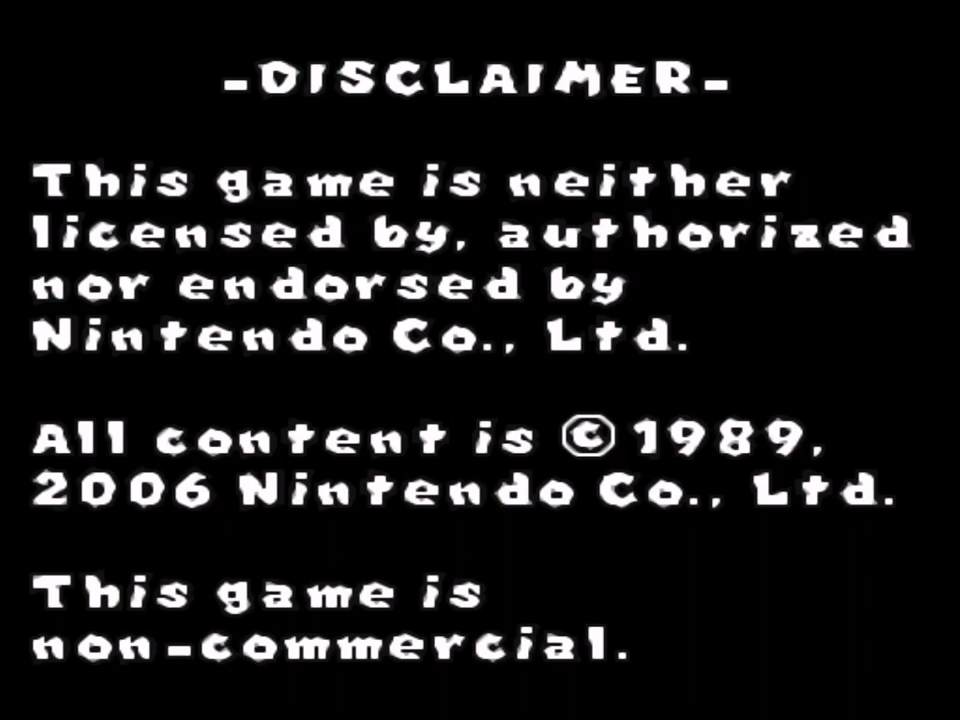 -DISCLAIMER-
This game is neither
licensed by, authorized
nor endorsed by
Nintendo Co., Ltd.
All content is ©1989,
2006 Nintendo Co., Ltd.
This game is
non-commercial.